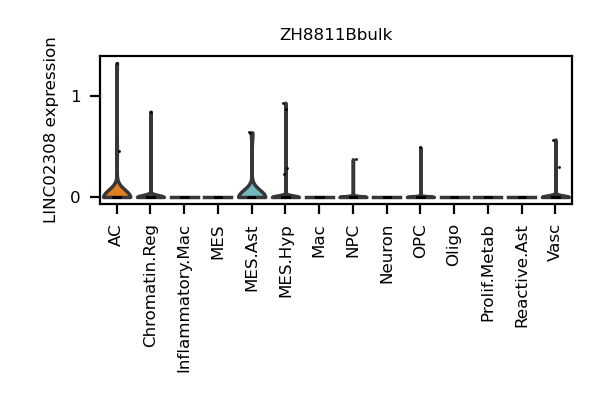 ZH8811Bbulk
LINC02308 expression
1
0
AC
Chromatin.Reg
Inflammatory.Mac
MES
MES.Ast
MES.Hyp
Mac
NPC
Neuron
OPC
Oligo
Prolif.Metab
Reactive.Ast
Vasc